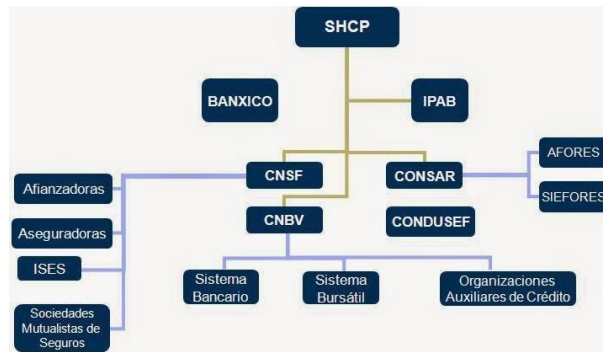 SHCP
BANXICO
IPAB
CNSF
CONSAR
AFORES
SIEFORES
CNBV
CONDUSEF
Afianzadoras
Aseguradoras
ISES
Sociedades
Mutualistas de
Seguros
Sistema
Bancario
Sistema
Bursátil
Organizaciones
Auxiliares de Crédito